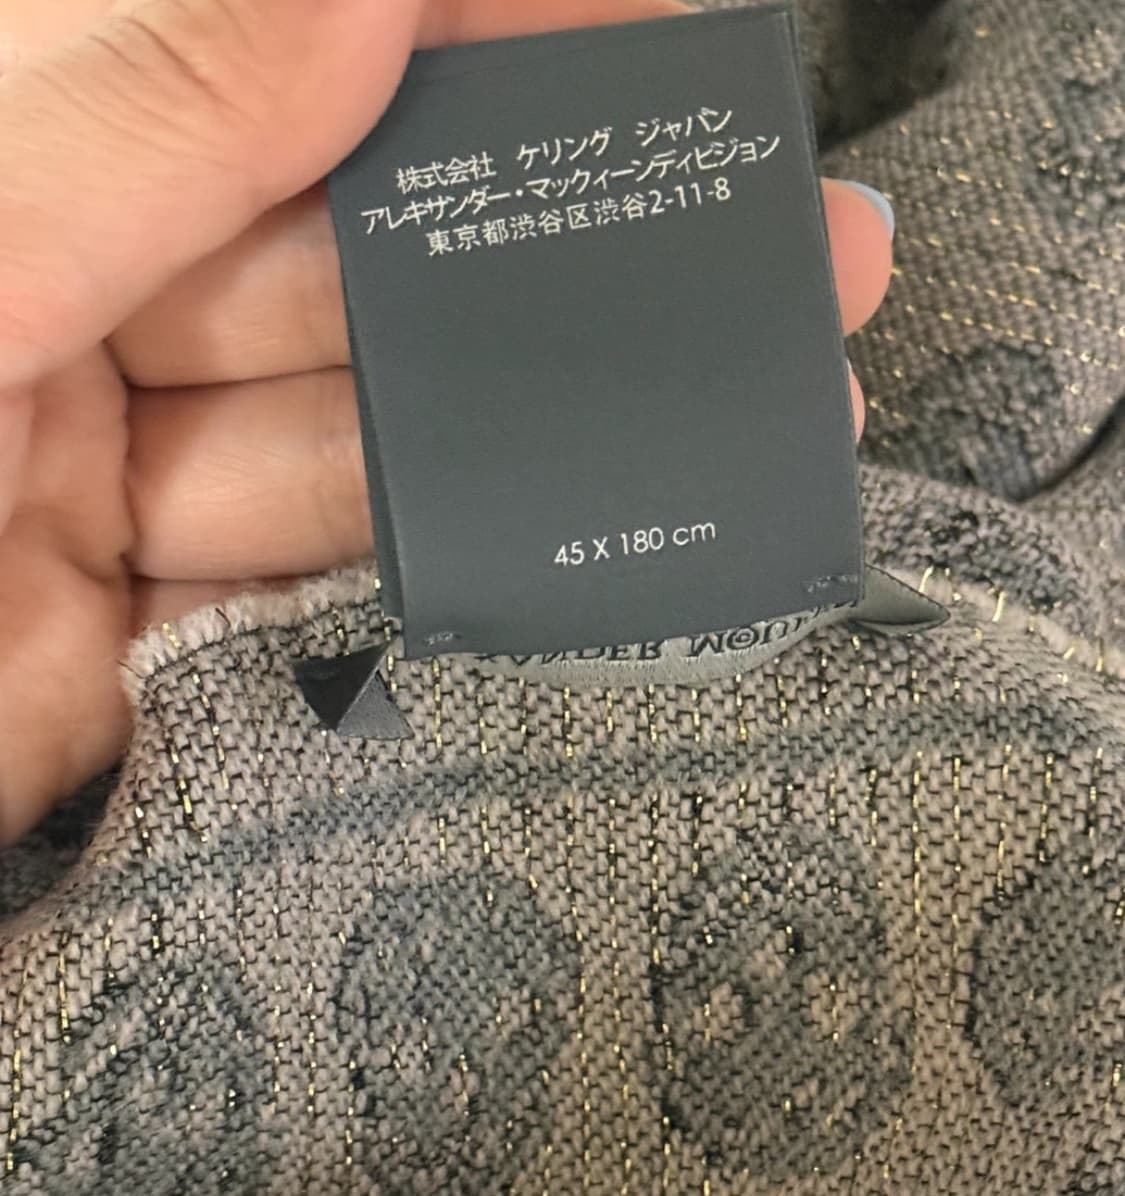 株式会社 ケリング ジャパン
アレキサンダー・マックィーンディビジョン
東京都渋谷区渋谷2-11-8
45 X 180 cm